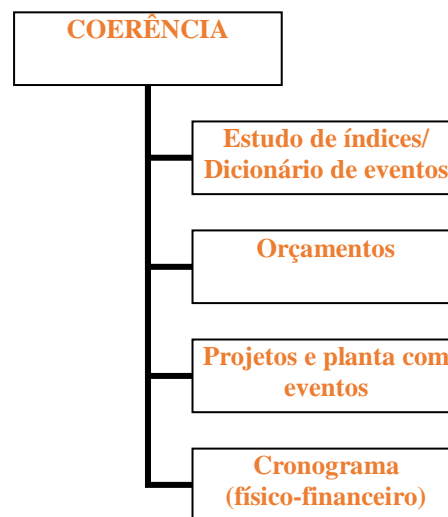 COERÊNCIA
Estudo de índices/
Dicionário de eventos
Orçamentos
Projetos e planta com
eventos
Cronograma
(físico-financeiro)